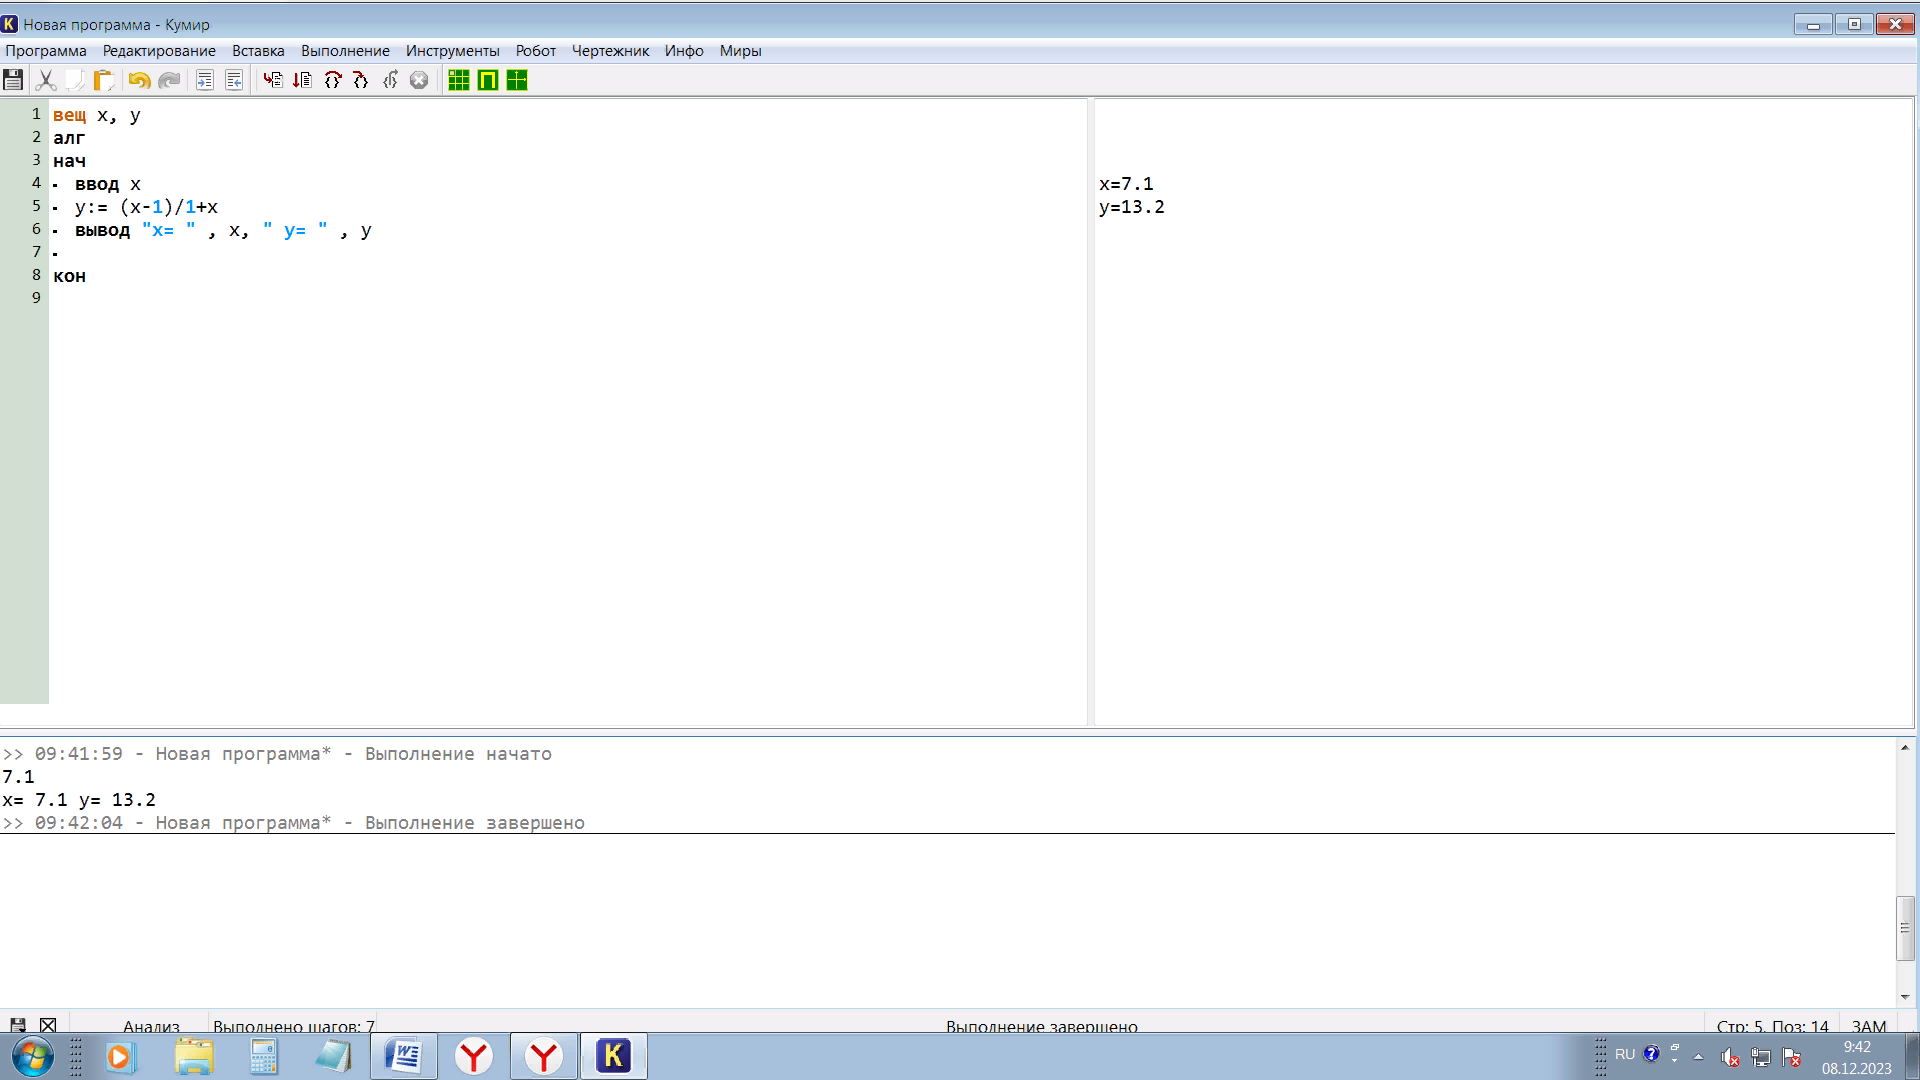 Новая программа - Кумир
Программа Редактирование Вставка Выполнение Инструменты Робот Чертежник Инфо Миры
1 вещ x, y
2 алг
3 нач
4 ввод x
5 y:= (x-1)/1+x
6 вывод "x= " , x, " y= " , y
7
8 кон
9
x=7.1
y=13.2
>> 09:41:59 - Новая программа* - Выполнение начато
7.1
x= 7.1 y= 13.2
>> 09:42:04 - Новая программа* - Выполнение завершено
Анализ Выполнено шагов: 7 Выполнение завершено Стр: 5, Поз: 14 ЗАМ
RU 9:42
08.12.2023